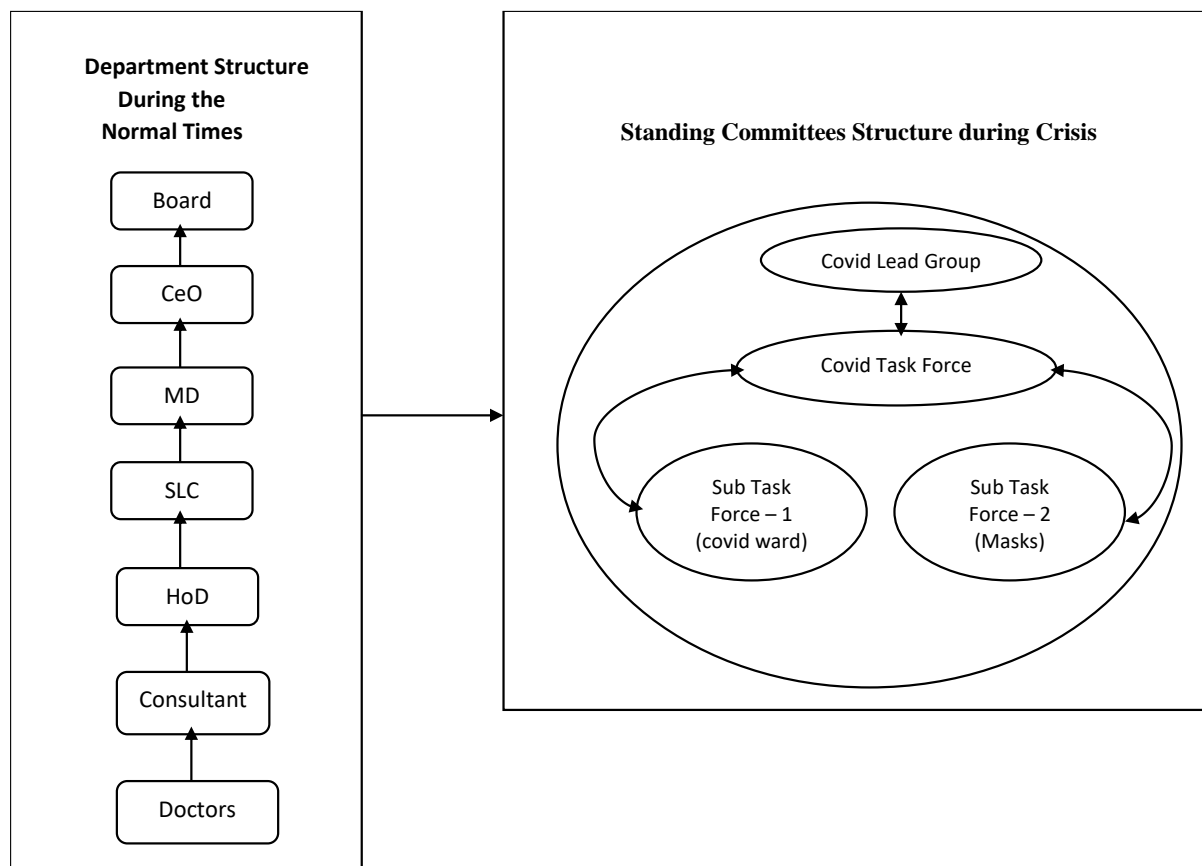 Department Structure
During the
Normal Times
Board
CeO
MD
SLC
HoD
Consultant
Doctors
Standing Committees Structure during Crisis
Covid Lead Group
Covid Task Force
Sub Task
Force – 1
(covid ward)
Sub Task
Force – 2
(Masks)